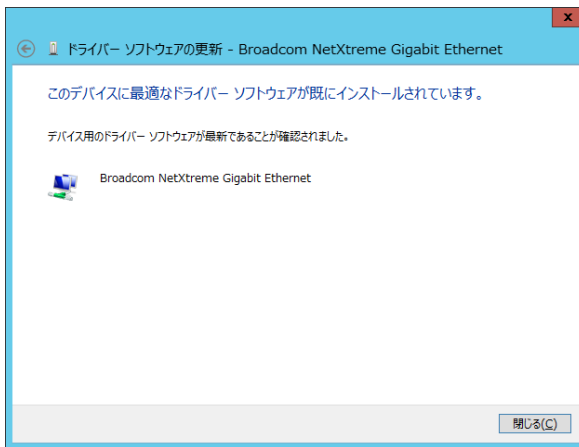 x
ドライバー ソフトウェアの更新 - Broadcom NetXtreme Gigabit Ethernet
このデバイスに最適なドライバー ソフトウェアが既にインストールされています。
デバイス用のドライバー ソフトウェアが最新であることが確認されました。
Broadcom NetXtreme Gigabit Ethernet
閉じる(C)